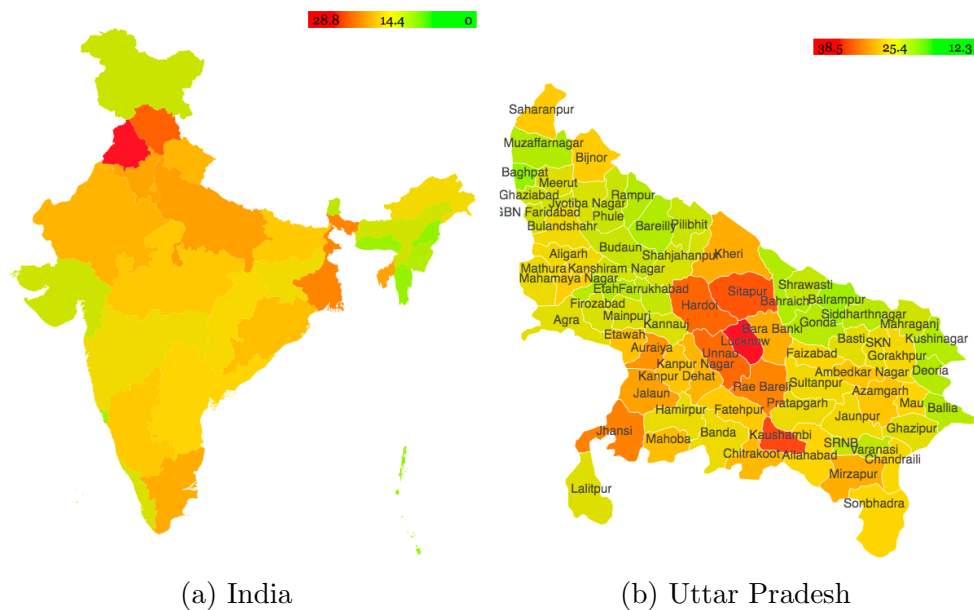 28.8 14.4 0
38.5 25.4 12.3
Saharanpur
Muzaffarnagar
Bijnor
Baghpat
Meerut
Ghaziabad
Rampur
Jyotiba Nagar
GBN Faridabad
Phule
Bulandshahr
Bareilly
Pilibhit
Aligarh
Budaun
Shahjahanpur
Kheri
Mathura
Kanshiram Nagar
Mahamaya Nagar
Etah
Farrukhabad
Hardoi
Sitapur
Shrawasti
Bahraich
Balrampur
Firozabad
Mainpuri
Agra
Kannauj
Gonda
Siddharthnagar
Mahraganj
Etawah
Bara Banki
Lucknow
Basti
SKN
Kushinagar
Auraiya
Unnao
Faizabad
Gorakhpur
Kanpur Nagar
Kanpur Dehat
Ambedkar Nagar
Deoria
Rae Bareli
Sultanpur
Azamgarh
Jalaun
Pratapgarh
Mau
Ballia
Hamirpur
Fatehpur
Jaunpur
Ghazipur
Jhansi
Mahoba
Banda
Kaushambi
SRNB
Varanasi
Chitrakoot
Allahabad
Chandraili
Mirzapur
Lalitpur
Sonbhadra
(a) India
(b) Uttar Pradesh